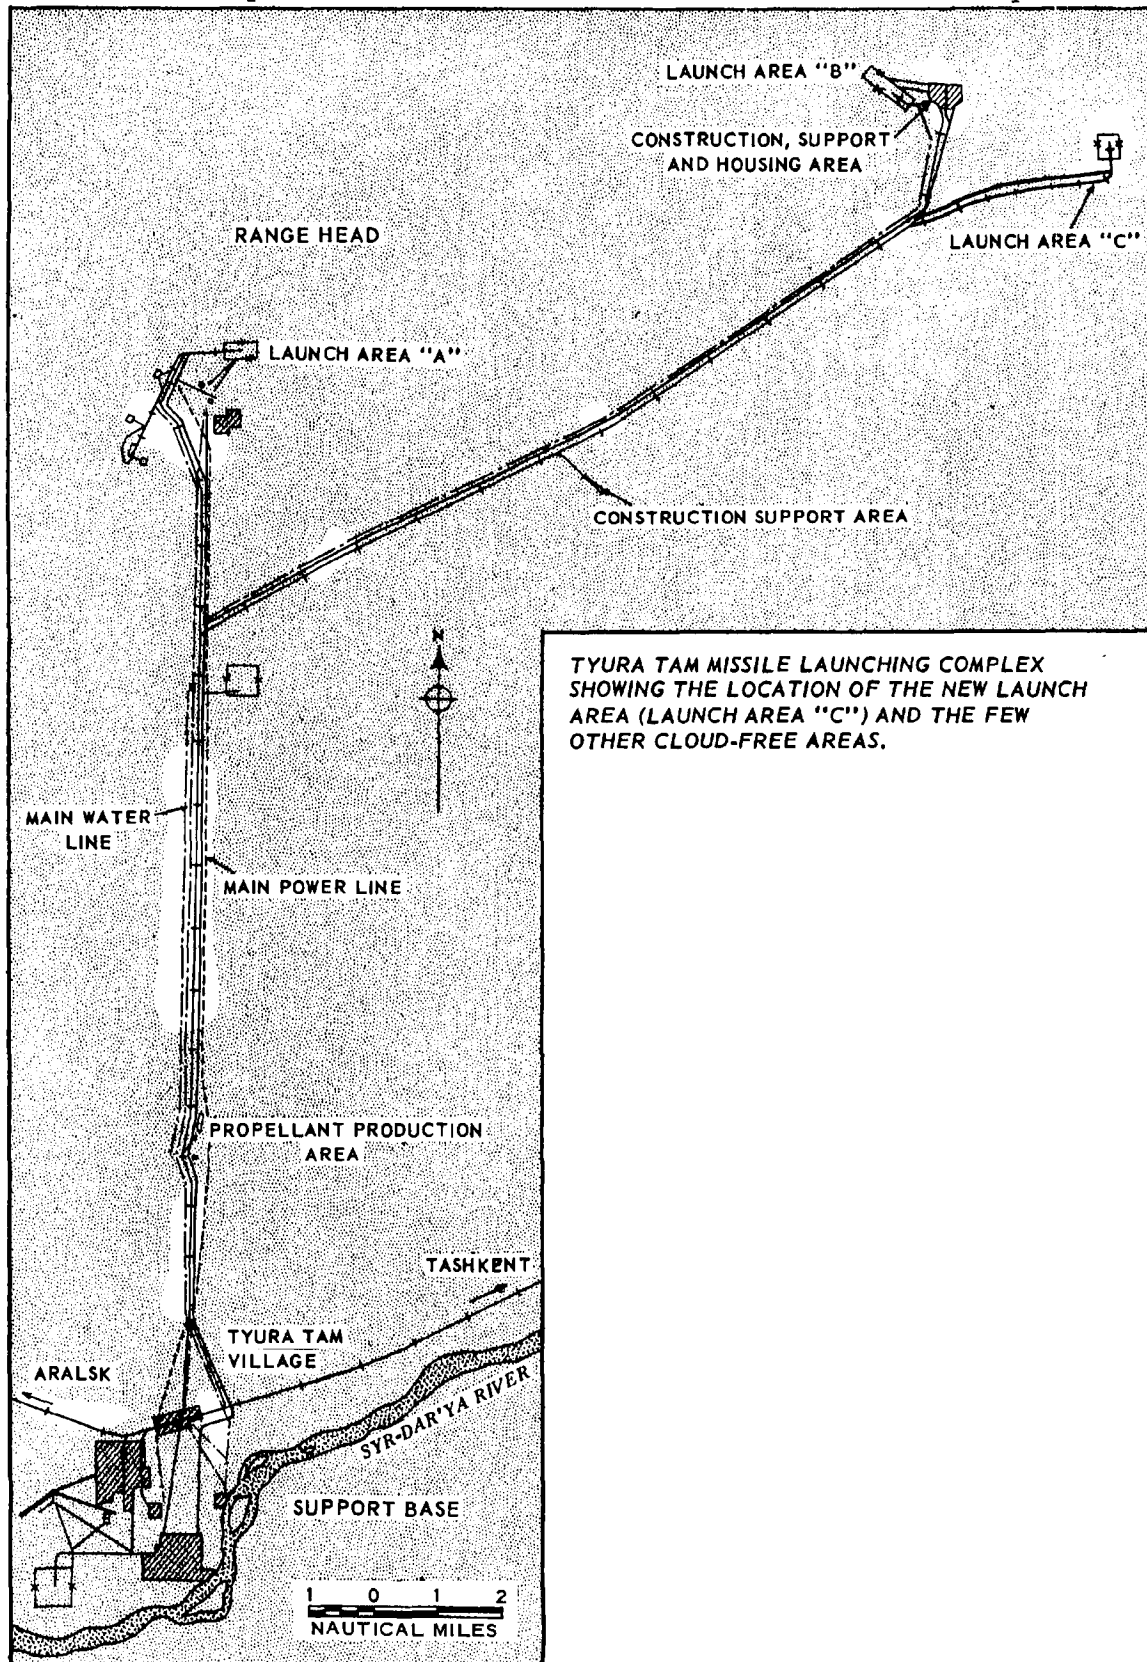 LAUNCH AREA "B"
CONSTRUCTION, SUPPORT
AND HOUSING AREA
RANGE HEAD
LAUNCH AREA "C"
LAUNCH AREA "A"
CONSTRUCTION SUPPORT AREA
N
TYURA TAM MISSILE LAUNCHING COMPLEX
SHOWING THE LOCATION OF THE NEW LAUNCH
AREA (LAUNCH AREA "C") AND THE FEW
OTHER CLOUD-FREE AREAS.
MAIN WATER
LINE
MAIN POWER LINE
PROPELLANT PRODUCTION
AREA
TASHKENT
TYURA TAM
VILLAGE
ARALSK
SYR-DAR'YA RIVER
SUPPORT BASE
1 0 1 2
NAUTICAL MILES